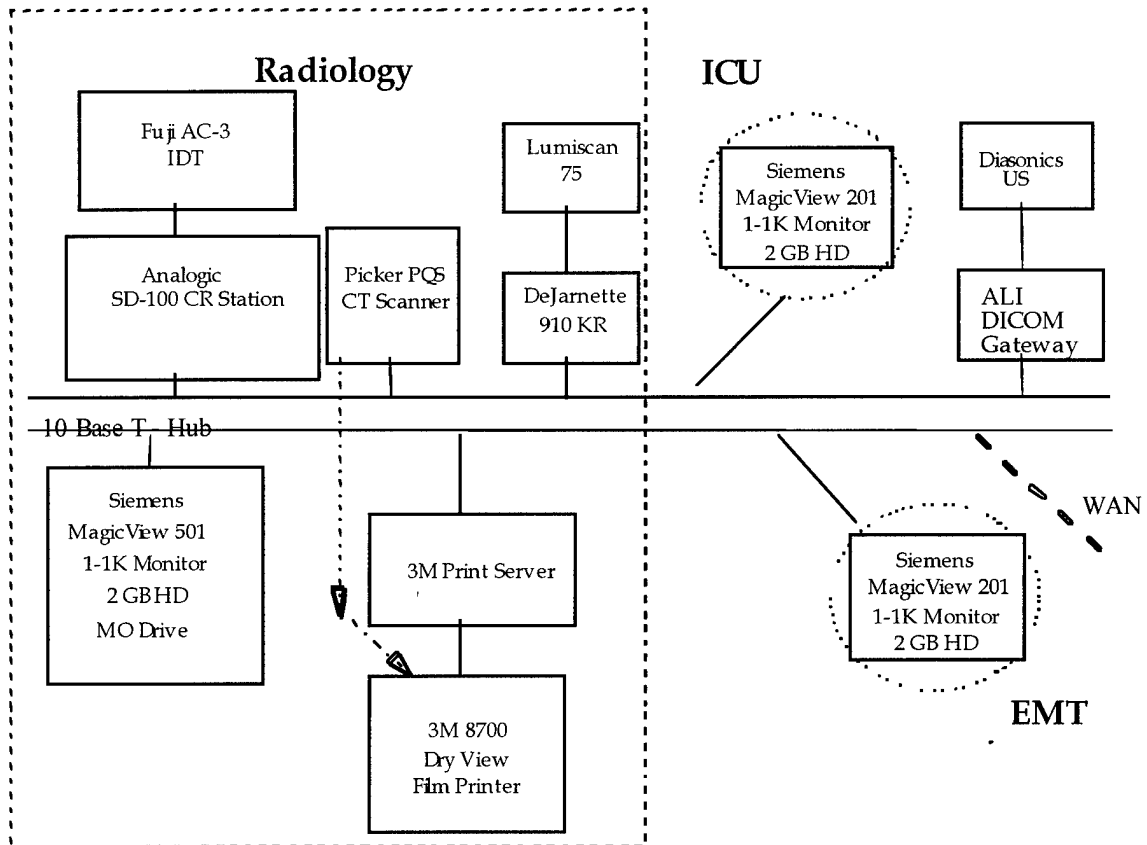 Radiology
ICU
Fuji AC-3
IDT
Lumiscan
75
Siemens
MagicView 201
1-1K Monitor
2 GB HD
Diasonics
US
Analogic
SD-100 CR Station
Picker PQS
CT Scanner
DeJarnette
910 KR
ALI
DICOM
Gateway
10 Base T - Hub
Siemens
MagicView 501
1-1K Monitor
2 GB HD
MO Drive
3M Print Server
WAN
Siemens
MagicView 201
1-1K Monitor
2 GB HD
3M 8700
Dry View
Film Printer
EMT